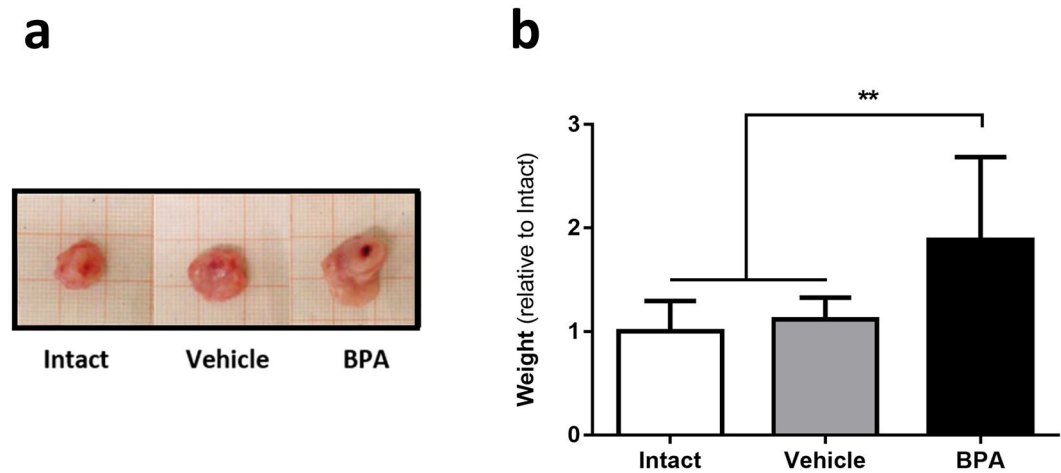 a
b
Intact
Vehicle
BPA
**
3
2
1
0
Weight (relative to Intact)
Intact
Vehicle
BPA